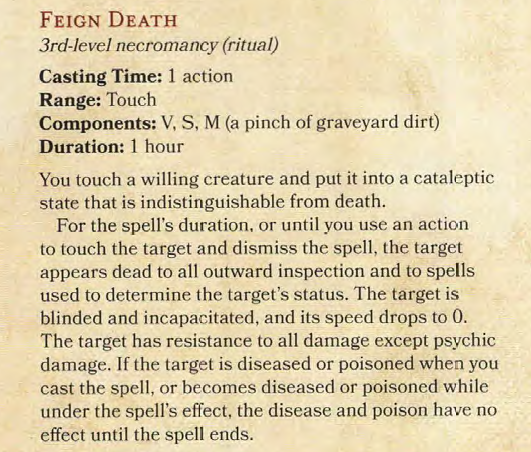 FEIGN DEATH
3rd-level necromancy (ritual)
Casting Time: 1 action
Range: Touch
Components: V, S, M (a pinch of graveyard dirt)
Duration: 1 hour
You touch a willing creature and put it into a cataleptic
state that is indistinguishable from death.
For the spell's duration, or until you use an action
to touch the target and dismiss the spell, the target
appears dead to all outward inspection and to spells
used to determine the target's status. The target is
blinded and incapacitated, and its speed drops to 0.
The target has resistance to all damage except psychic
damage. If the target is diseased or poisoned when you
cast the spell, or becomes diseased or poisoned while
under the spell's effect, the disease and poison have no
effect until the spell ends.